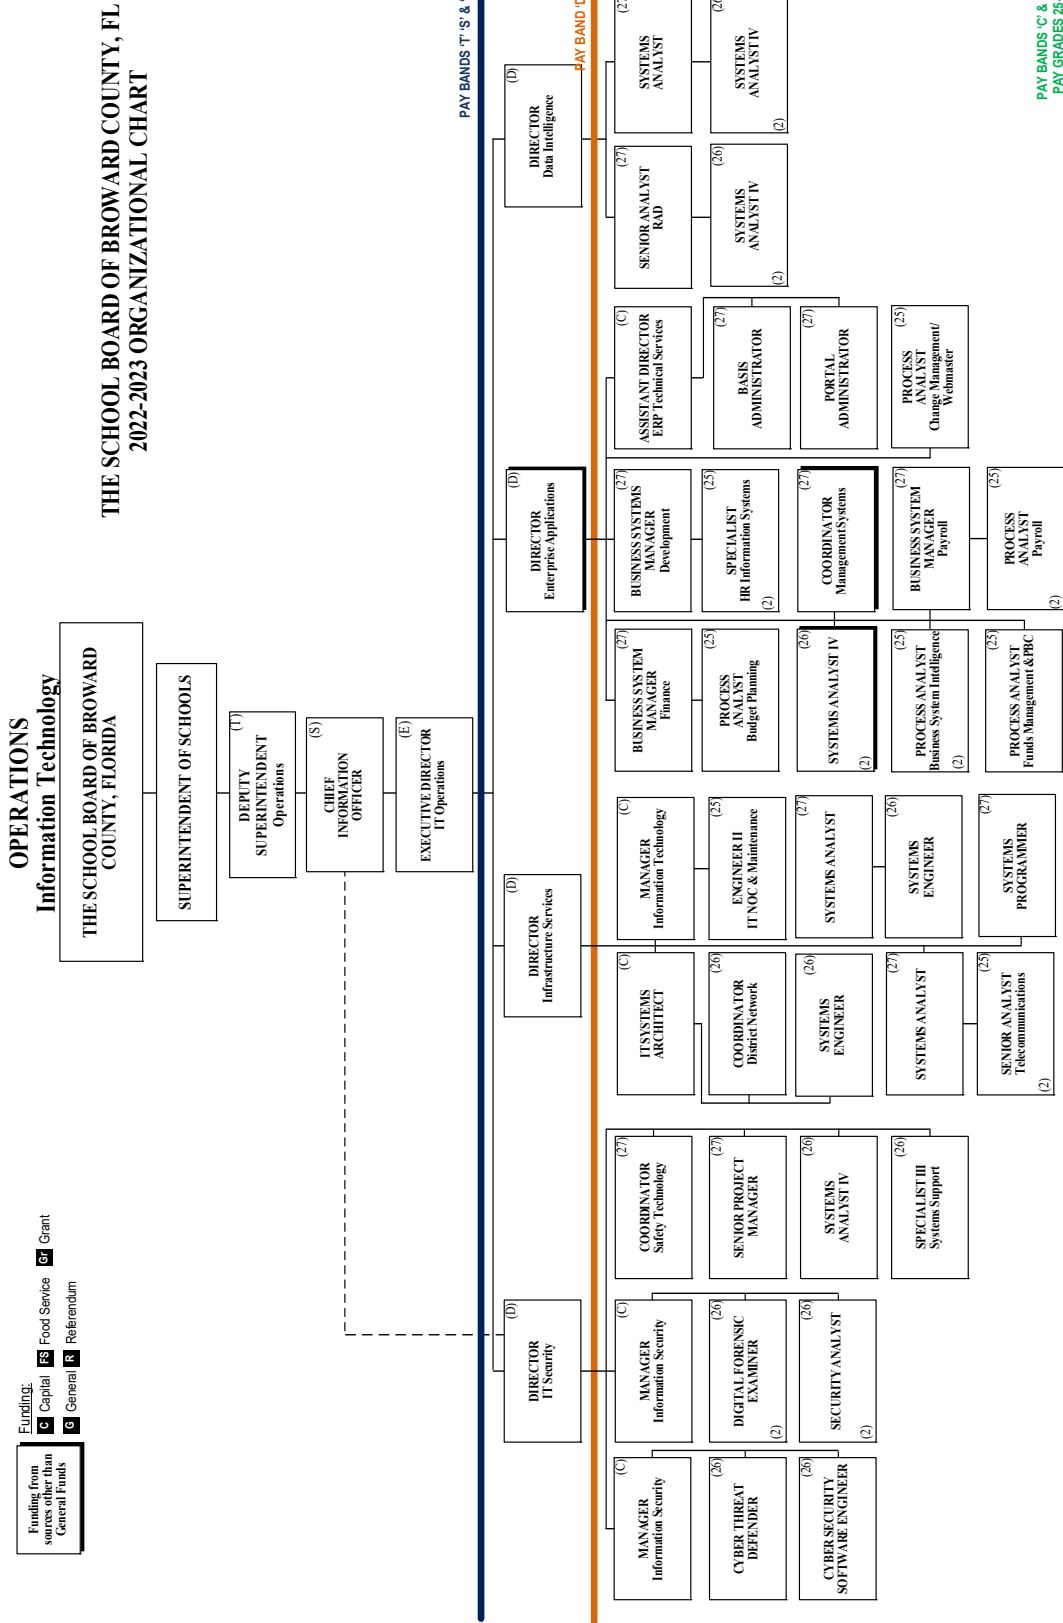 OPERATIONS
Information Technology
THE SCHOOL BOARD OF BROWARD COUNTY, FL
2022-2023 ORGANIZATIONAL CHART
Funding from
sources other than
General Funds
Funding:
C Capital FS Food Service Gr Grant
G General R Referendum
THE SCHOOL BOARD OF BROWARD
COUNTY, FLORIDA
SUPERINTENDENT OF SCHOOLS
(T)
DEPUTY
SUPERINTENDENT
Operations
(S)
CHIEF
INFORMATION
OFFICER
(E)
EXECUTIVE DIRECTOR
IT Operations
PAY BANDS 'T' 'S' &
(D)
DIRECTOR
IT Security
(D)
DIRECTOR
Infrastructure Services
(D)
DIRECTOR
Enterprise Applications
(D)
DIRECTOR
Data Intelligence
PAY BAND 'D
(C)
MANAGER
Information Security
(26)
CYBER THREAT
DEFENDER
(26)
CYBER SECURITY
SOFTWARE ENGINEER
(C)
MANAGER
Information Security
(26)
DIGITAL FORENSIC
EXAMINER
(2)
(26)
SECURITY ANALYST
(2)
(27)
COORDINATOR
Safety Technology
(27)
SENIOR PROJECT
MANAGER
(26)
SYSTEMS
ANALYST IV
(26)
SPECIALIST III
Systems Support
(C)
IT SYSTEMS
ARCHITECT
(26)
COORDINATOR
District Network
(26)
SYSTEMS
ENGINEER
(27)
SYSTEMS ANALYST
(25)
SENIOR ANALYST
Telecommunications
(2)
(C)
MANAGER
Information Technology
(25)
ENGINEER II
IT NOC & Maintenance
(27)
SYSTEMS ANALYST
(26)
SYSTEMS
ENGINEER
(27)
SYSTEMS
PROGRAMMER
(27)
BUSINESS SYSTEM
MANAGER
Finance
(25)
PROCESS
ANALYST
Budget Planning
(26)
SYSTEMS ANALYST IV
(2)
(25)
PROCESS ANALYST
Business System Intelligence
(2)
(25)
PROCESS ANALYST
Funds Management & PBC
(27)
BUSINESS SYSTEMS
MANAGER
Development
(25)
SPECIALIST
HR Information Systems
(2)
(27)
COORDINATOR
Management Systems
(27)
BUSINESS SYSTEM
MANAGER
Payroll
(25)
PROCESS
ANALYST
Payroll
(2)
(C)
ASSISTANT DIRECTOR
ERP Technical Services
(27)
BASIS
ADMINISTRATOR
(27)
PORTAL
ADMINISTRATOR
(25)
PROCESS
ANALYST
Change Management/
Webmaster
(27)
SENIOR ANALYST
RAD
(26)
SYSTEMS
ANALYST IV
(2)
SYSTEMS
ANALYST
SYSTEMS
ANALYST IV
(2)
PAY BANDS 'C' &
PAY GRADES 25-